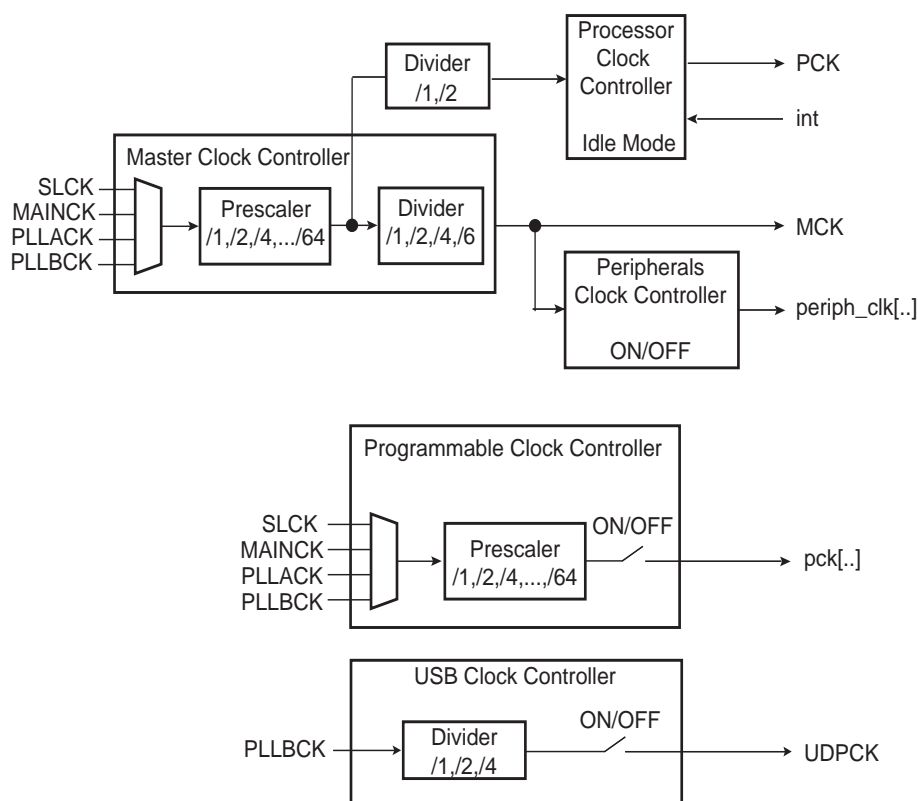 Processor
Clock
Controller
Idle Mode
Divider
/1,/2
PCK
int
Master Clock Controller
SLCK
MAINCK
PLLACK
PLLBCK
Prescaler
/1,/2,/4,.../64
Divider
/1,/2,/4,/6
MCK
Peripherals
Clock Controller
ON/OFF
periph_clk[..]
Programmable Clock Controller
SLCK
MAINCK
PLLACK
PLLBCK
Prescaler
/1,/2,/4,...,/64
ON/OFF
pck[..]
USB Clock Controller
PLLBCK
Divider
/1,/2,/4
ON/OFF
UDPCK